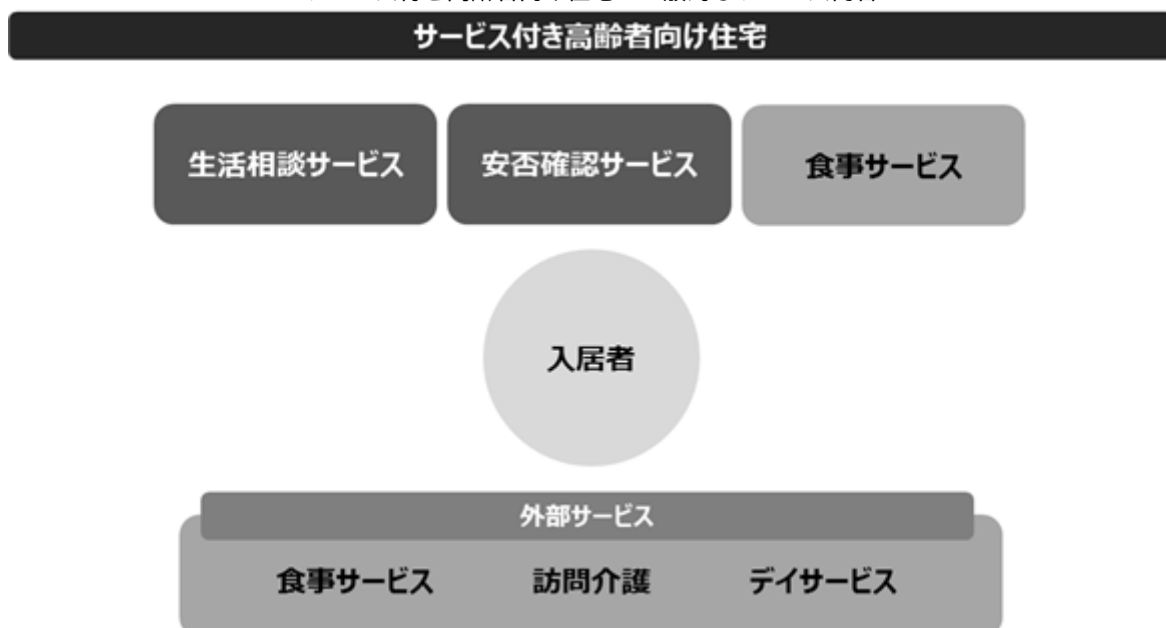 サービス付き高齢者向け住宅
生活相談サービス
安否確認サービス
食事サービス
入居者
外部サービス
食事サービス
訪問介護
デイサービス